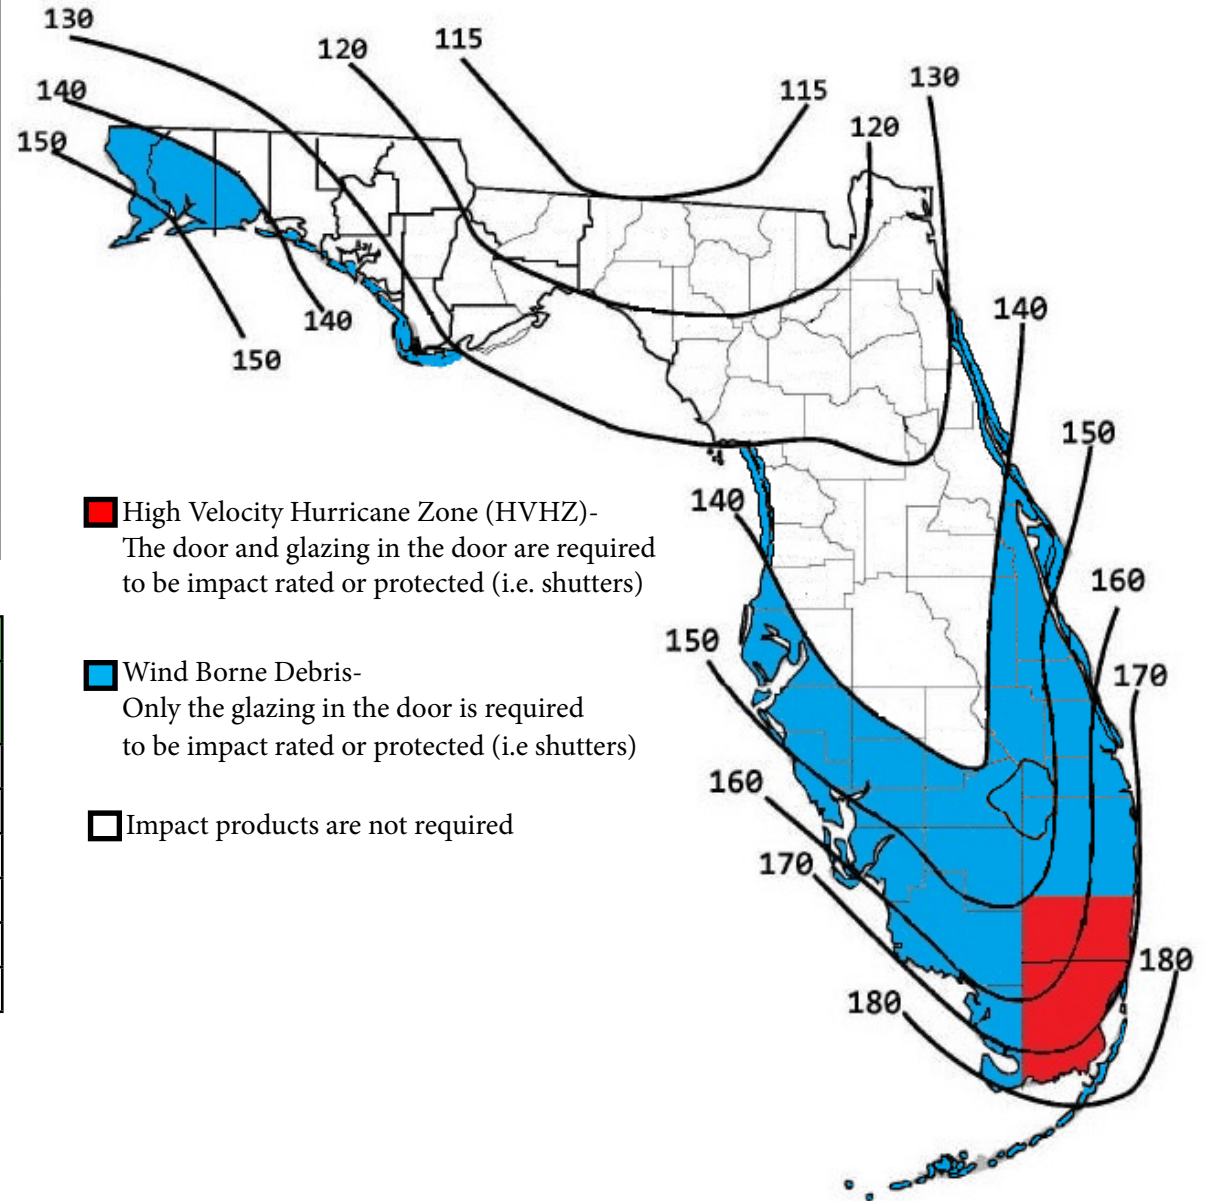 130
120
115
115
130
120
140
150
140
150
140
150
140
150
160
170
160
170
180
180
High Velocity Hurricane Zone (HVHZ)-
The door and glazing in the door are required
to be impact rated or protected (i.e. shutters)
Wind Borne Debris-
Only the glazing in the door is required
to be impact rated or protected (i.e shutters)
Impact products are not required